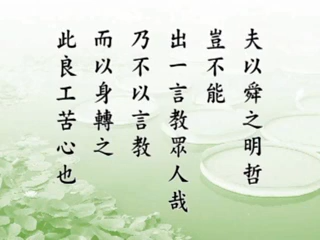 夫以舜之明哲
豈不能
出一言教眾人哉
乃不以言教
而以身轉之
此良工苦心也